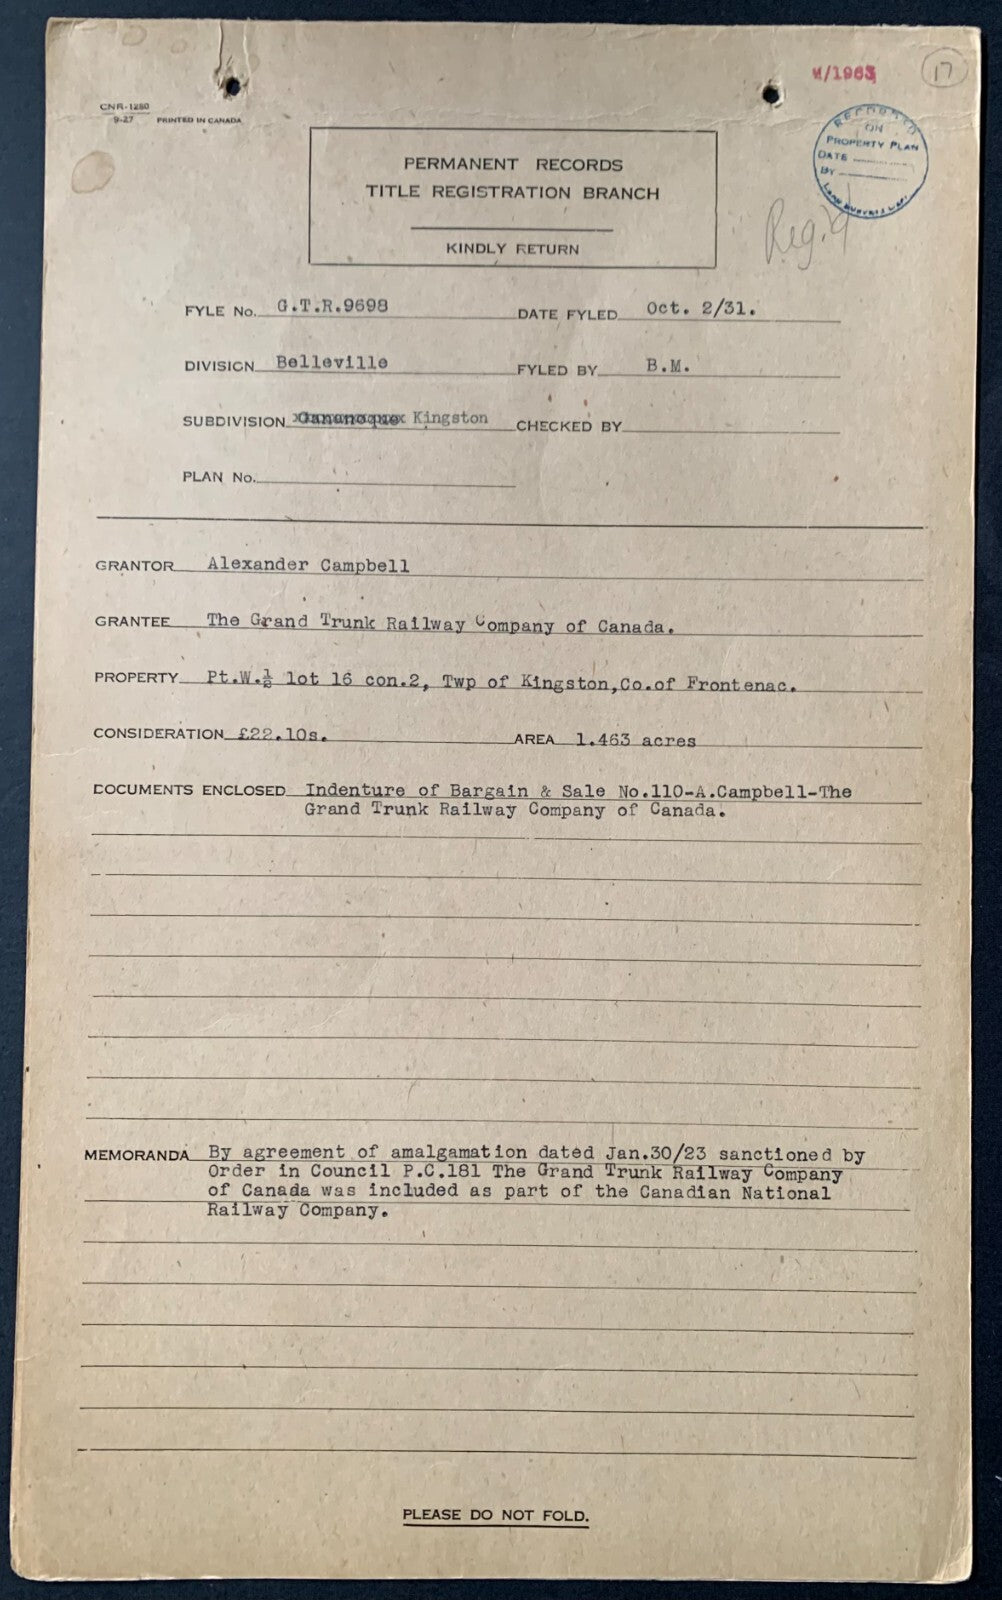 M/1963
17
CNR-1280
9-27 PRINTED IN CANADA
RECORDED
ON
PROPERTY PLAN
DATE
BY
Reg'd
PERMANENT RECORDS
TITLE REGISTRATION BRANCH
KINDLY RETURN
FYLE No. G.T.R.9698 DATE FYLED Oct. 2/31.
DIVISION Belleville FYLED BY B.M.
SUBDIVISION Gananoque Kingston CHECKED BY
PLAN No.
GRANTOR Alexander Campbell
GRANTEE The Grand Trunk Railway Company of Canada.
PROPERTY Pt.W.½ lot 16 con.2, Twp of Kingston,Co.of Frontenac.
CONSIDERATION £22.10s. AREA 1.463 acres
DOCUMENTS ENCLOSED Indenture of Bargain & Sale No.110-A.Campbell-The
Grand Trunk Railway Company of Canada.
MEMORANDA By agreement of amalgamation dated Jan.30/23 sanctioned by
Order in Council P.C.181 The Grand Trunk Railway Company
of Canada was included as part of the Canadian National
Railway Company.
PLEASE DO NOT FOLD.